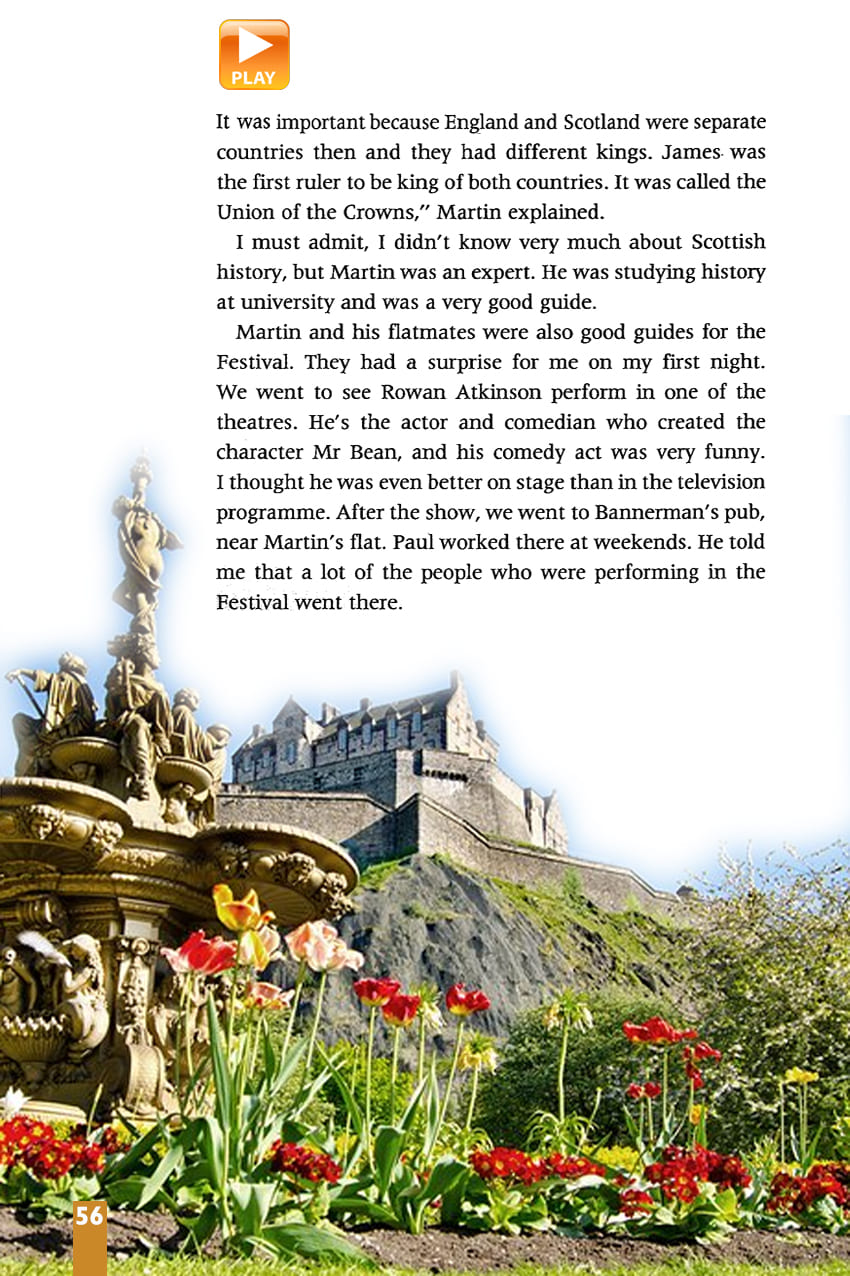 PLAY
It was important because England and Scotland were separate
countries then and they had different kings. James was
the first ruler to be king of both countries. It was called the
Union of the Crowns,” Martin explained.
I must admit, I didn’t know very much about Scottish
history, but Martin was an expert. He was studying history
at university and was a very good guide.
Martin and his flatmates were also good guides for the
Festival. They had a surprise for me on my first night.
We went to see Rowan Atkinson perform in one of the
theatres. He’s the actor and comedian who created the
character Mr Bean, and his comedy act was very funny.
I thought he was even better on stage than in the television
programme. After the show, we went to Bannerman’s pub,
near Martin’s flat. Paul worked there at weekends. He told
me that a lot of the people who were performing in the
Festival went there.
56